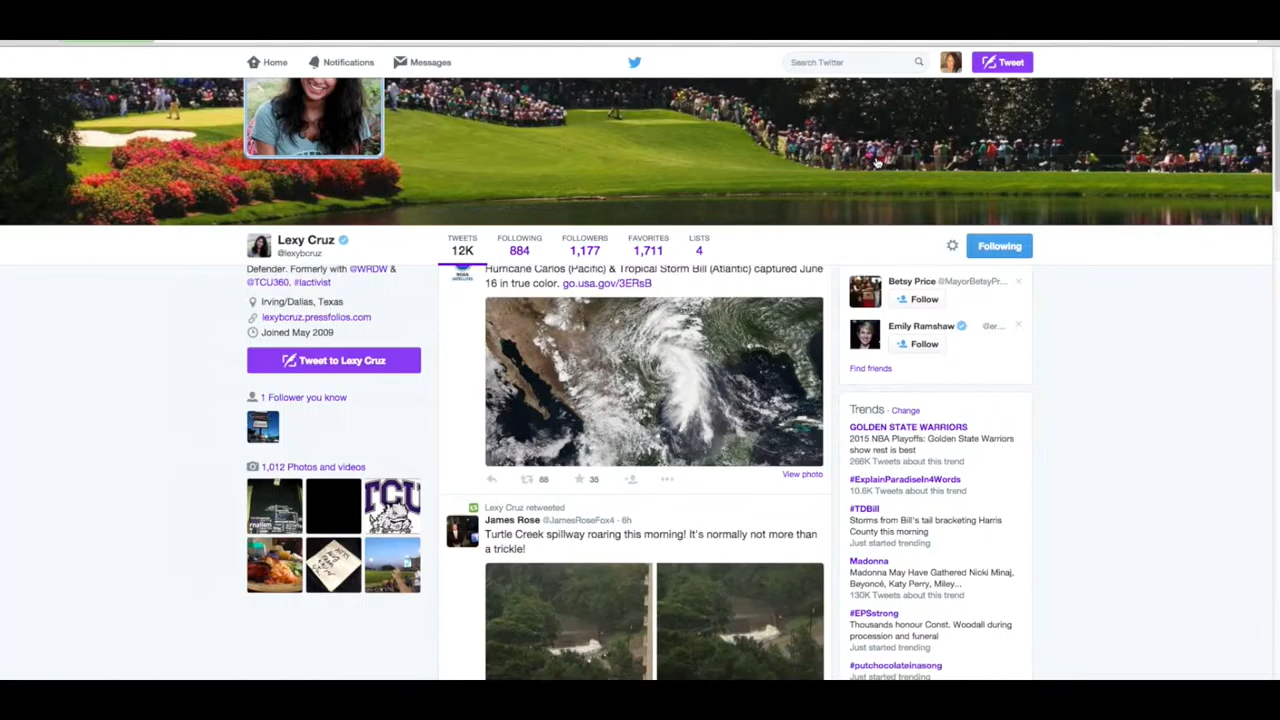 Home
Notifications
Messages
Search Twitter
Tweet
Lexy Cruz
@lexybcruz
TWEETS
12K
FOLLOWING
884
FOLLOWERS
1,177
FAVORITES
1,711
LISTS
4
Following
Defender. Formerly with @WRDW &
@TCU360. #lactivist
Irving/Dallas, Texas
lexybcruz.pressfolios.com
Joined May 2009
Tweet to Lexy Cruz
1 Follower you know
1,012 Photos and videos
TCU
Hurricane Carlos (Pacific) & Tropical Storm Bill (Atlantic) captured June
16 in true color. go.usa.gov/3ERsB
88
35
View photo
Lexy Cruz retweeted
James Rose @JamesRoseFox4 · 6h
Turtle Creek spillway roaring this morning! It's normally not more than
a trickle!
Betsy Price @MayorBetsyPr...
Follow
Emily Ramshaw @er...
Follow
Find friends
Trends · Change
GOLDEN STATE WARRIORS
2015 NBA Playoffs: Golden State Warriors
show rest is best
266K Tweets about this trend
#ExplainParadiseIn4Words
10.6K Tweets about this trend
#TDBill
Storms from Bill's tail bracketing Harris
County this morning
Just started trending
Madonna
Madonna May Have Gathered Nicki Minaj,
Beyoncé, Katy Perry, Miley...
130K Tweets about this trend
#EPSstrong
Thousands honour Const. Woodall during
procession and funeral
Just started trending
#putchocolateinasong
Just started trending